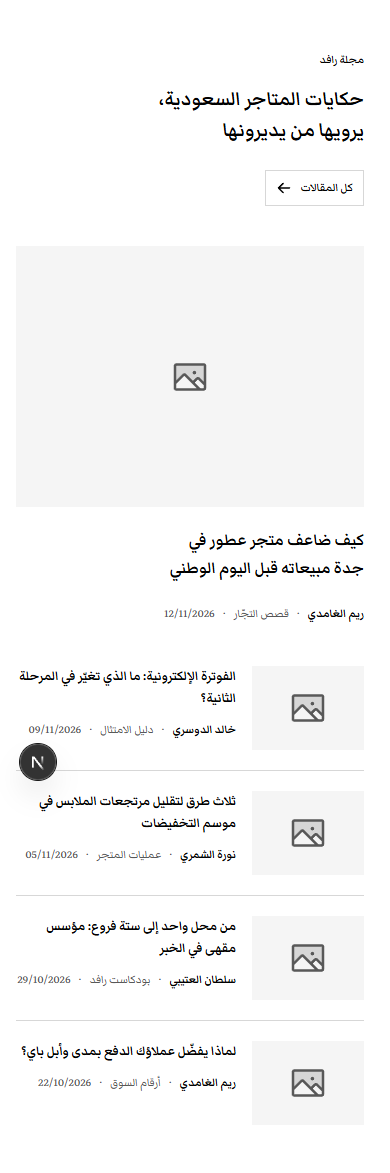 مجلة رافد
حكايات المتاجر السعودية،
يرويها من يديرونها
كل المقالات
كيف ضاعف متجر عطور في
جدة مبيعاته قبل اليوم الوطني
ريم الغامدي · قصص التجّار · 12/11/2026
الفوترة الإلكترونية: ما الذي تغيّر في المرحلة
الثانية؟
خالد الدوسري · دليل الامتثال · 09/11/2026
N
ثلاث طرق لتقليل مرتجعات الملابس في
موسم التخفيضات
نورة الشمري · عمليات المتجر · 05/11/2026
من محل واحد إلى ستة فروع: مؤسس
مقهى في الخبر
سلطان العتيبي · بودكاست رافد · 29/10/2026
لماذا يفضّل عملاؤك الدفع بمدى وأبل باي؟
ريم الغامدي · أرقام السوق · 22/10/2026